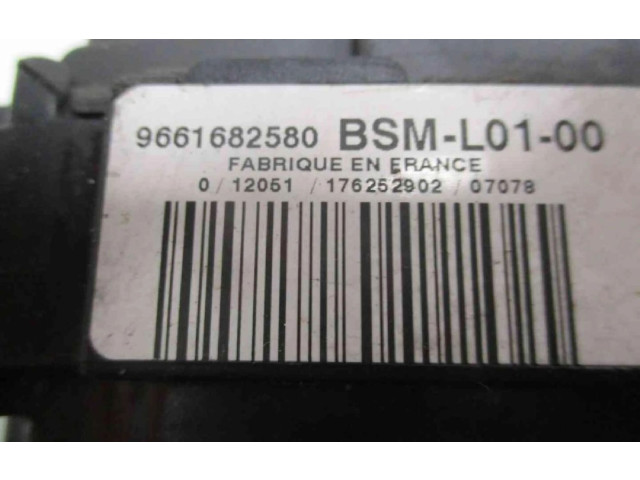 9661682580 BSM-L01-00
FABRIQUE EN FRANCE
0 / 12051 / 176252902 / 07078